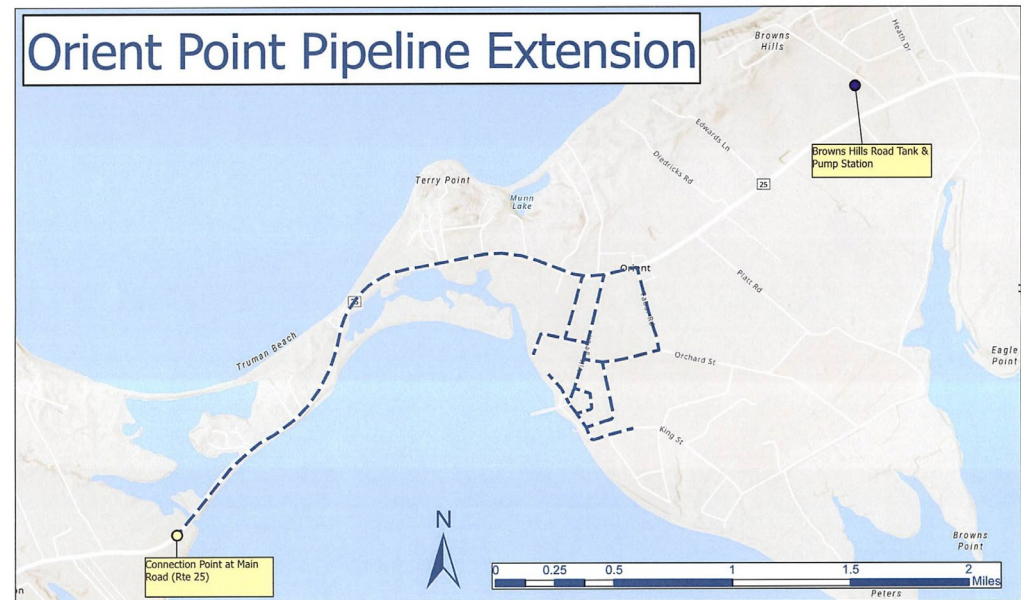 Orient Point Pipeline Extension
Browns
Hills
Heath Dr
Browns Hills Road Tank &
Pump Station
Edwards Ln
Diedricks Rd
25
Terry Point
Munn
Lake
Orient
Platt Rd
25
Truman Beach
Orchard St
Eagle
Point
King St
Connection Point at Main
Road (Rte 25)
N
0 0.25 0.5 1 1.5 2
Miles
Browns
Point
Peters